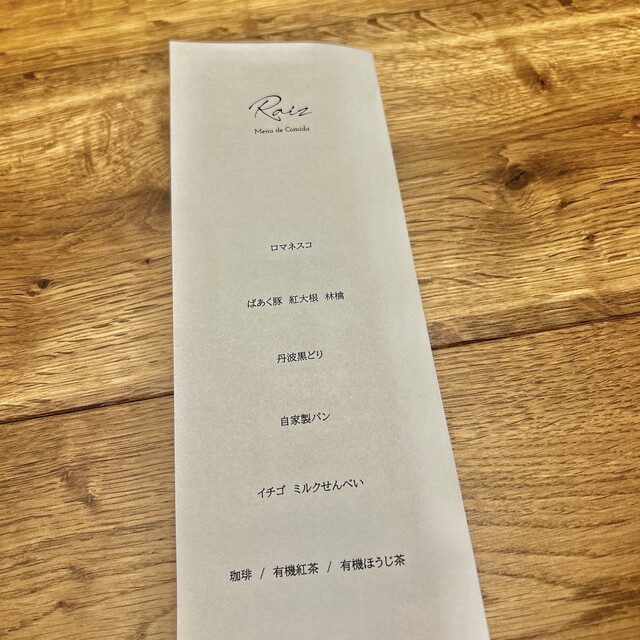 Raiz
Menu de Comida
ロマネスコ
ばあく豚 紅大根 林檎
丹波黒どり
自家製パン
イチゴ ミルクせんべい
珈琲 / 有機紅茶 / 有機ほうじ茶